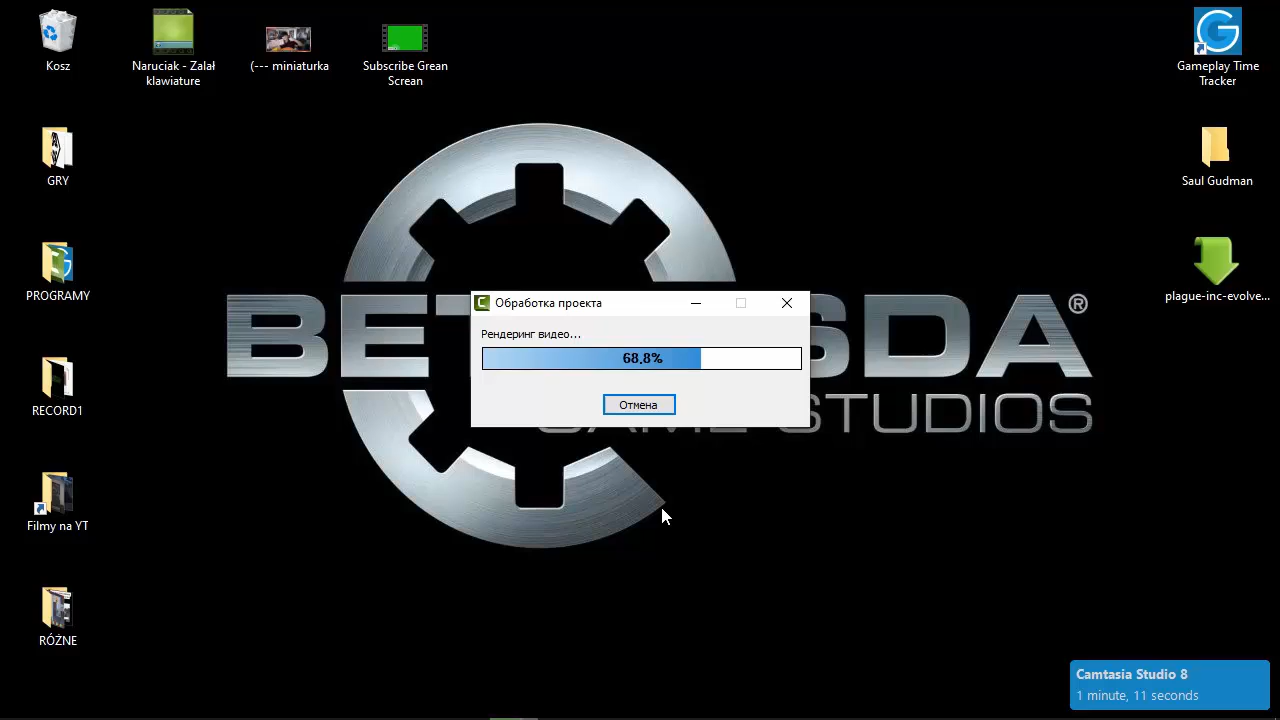 Kosz
Naruciak - Zalał
klawiature
(--- miniaturka
Subscribe Grean
Screan
Gameplay Time
Tracker
GRY
Saul Gudman
PROGRAMY
plague-inc-evolve...
BE
SDA®
STUDIOS
Обработка проекта
Рендеринг видео...
68,8%
Отмена
RECORD1
Filmy na YT
RÓŻNE
Camtasia Studio 8
1 minute, 11 seconds